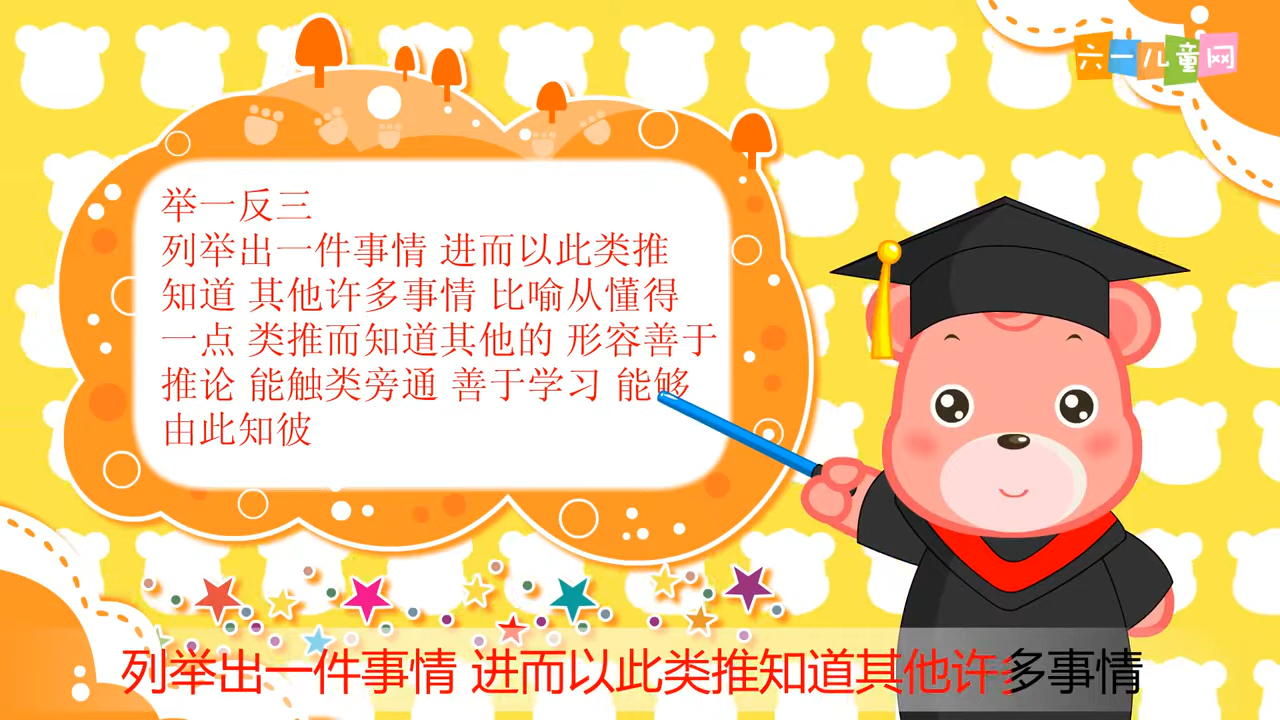 六一儿童网
举一反三
列举出一件事情 进而以此类推
知道 其他许多事情 比喻从懂得
一点 类推而知道其他的 形容善于
推论 能触类旁通 善于学习 能够
由此知彼
列举出一件事情 进而以此类推知道其他许多事情